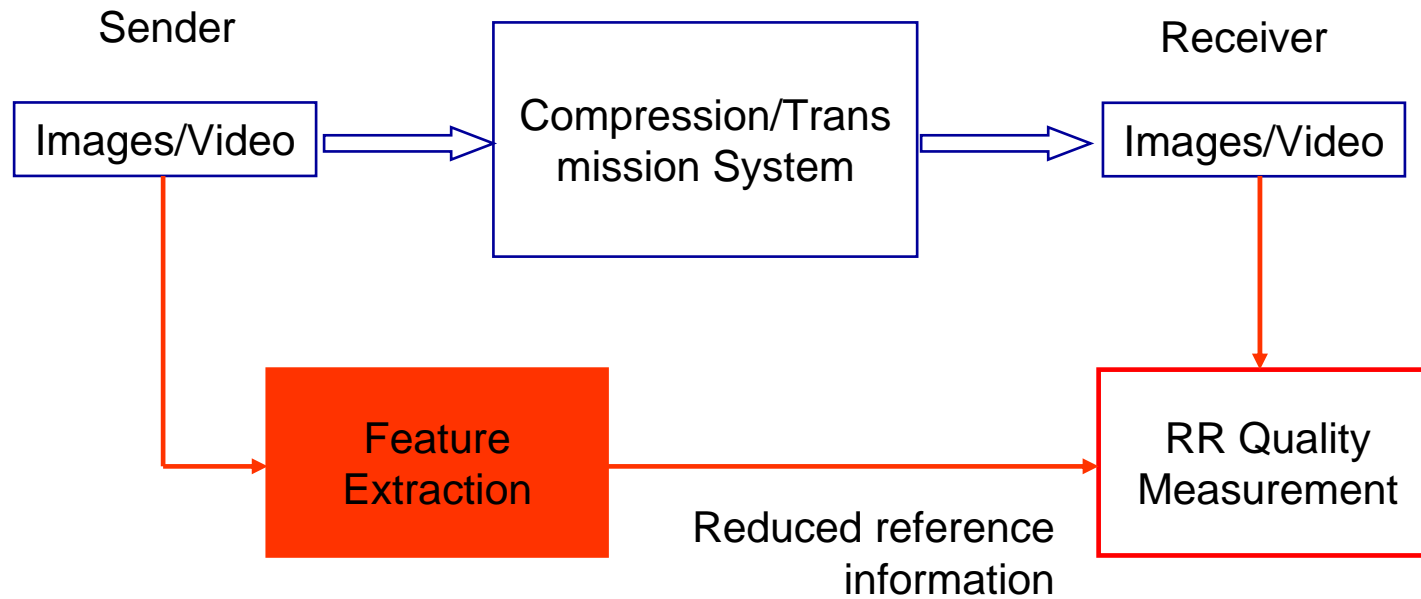 Sender
Receiver
Images/Video
Compression/Trans
mission System
Images/Video
Feature
Extraction
RR Quality
Measurement
Reduced reference
information